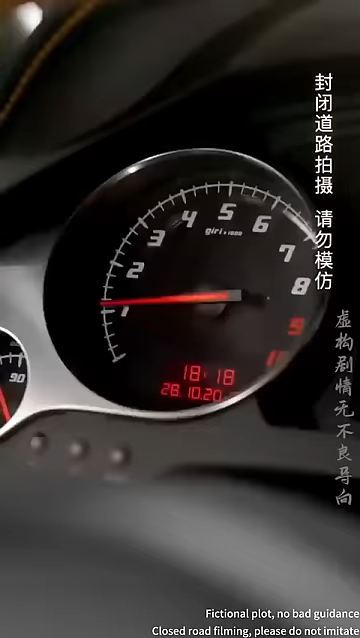 封闭道路拍摄 请勿模仿
虚构剧情无不良导向
5
4
6
giri x 1000
3
7
2
8
1
9
18:18
28.10.20
90
Fictional plot, no bad guidance
Closed road filming, please do not imitate